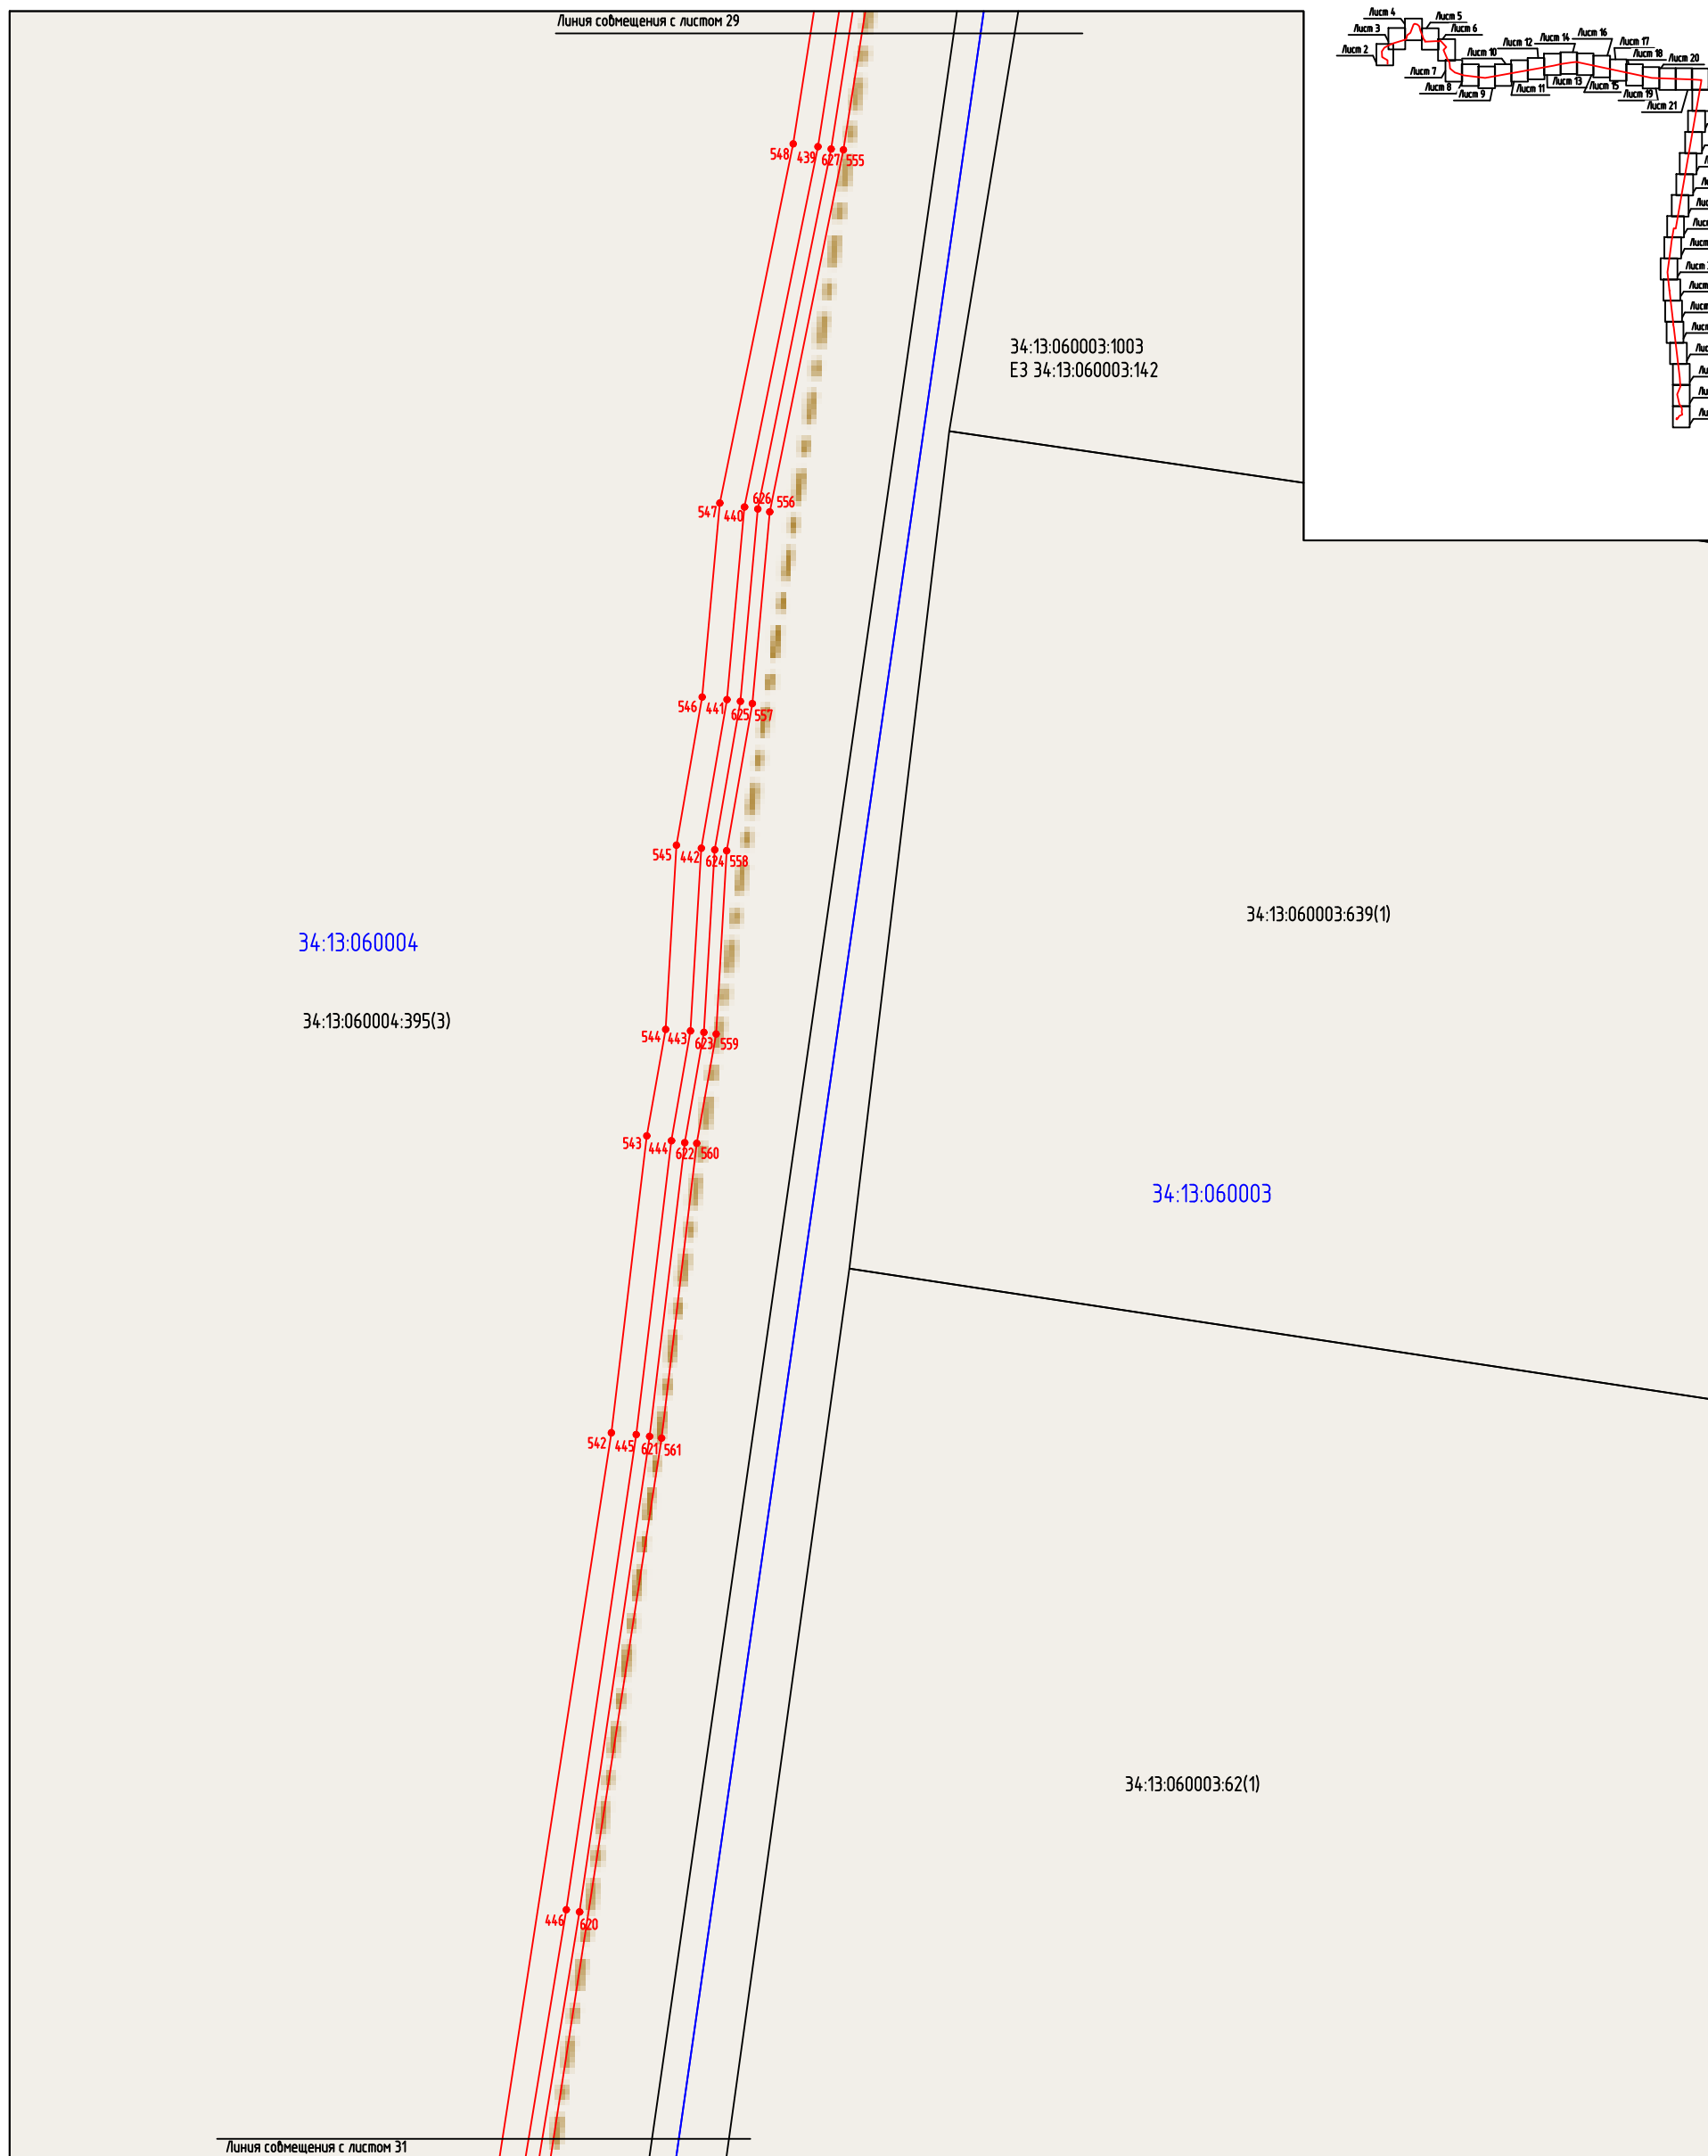 Линия совмещения с листом 29
Лист 4
Лист 5
Лист 3
Лист 6
Лист 2
Лист 7
Лист 8
Лист 9
Лист 10
Лист 12
Лист 14
Лист 16
Лист 17
Лист 18
Лист 20
Лист 11
Лист 13
Лист 15
Лист 19
Лист 21
548 439 627 555
34:13:060003:1003
ЕЗ 34:13:060003:142
547 440 626 556
546 441 625 557
545 442 624 558
34:13:060003:639(1)
34:13:060004
34:13:060004:395(3)
544 443 623 559
543 444 622 560
34:13:060003
542 445 621 561
34:13:060003:62(1)
446 620
Линия совмещения с листом 31